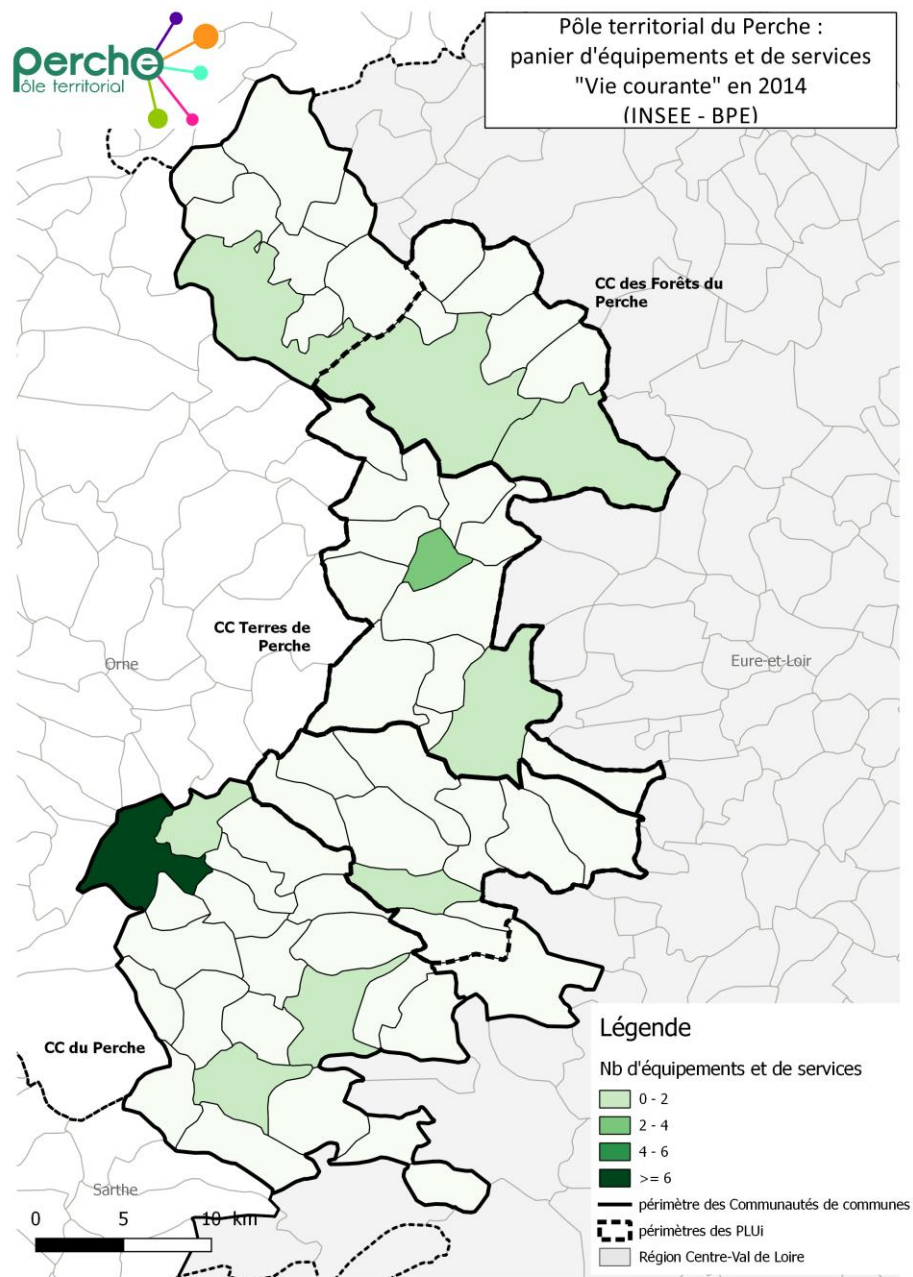 perche
pôle territorial
Pôle territorial du Perche :
panier d'équipements et de services
"Vie courante" en 2014
(INSEE - BPE)
CC des Forêts du
Perche
CC Terres de
Perche
Orne
Eure-et-Loir
CC du Perche
Sarthe
0 5 10 km
Légende
Nb d'équipements et de services
0 - 2
2 - 4
4 - 6
>= 6
périmètre des Communautés de communes
périmètres des PLUi
Région Centre-Val de Loire